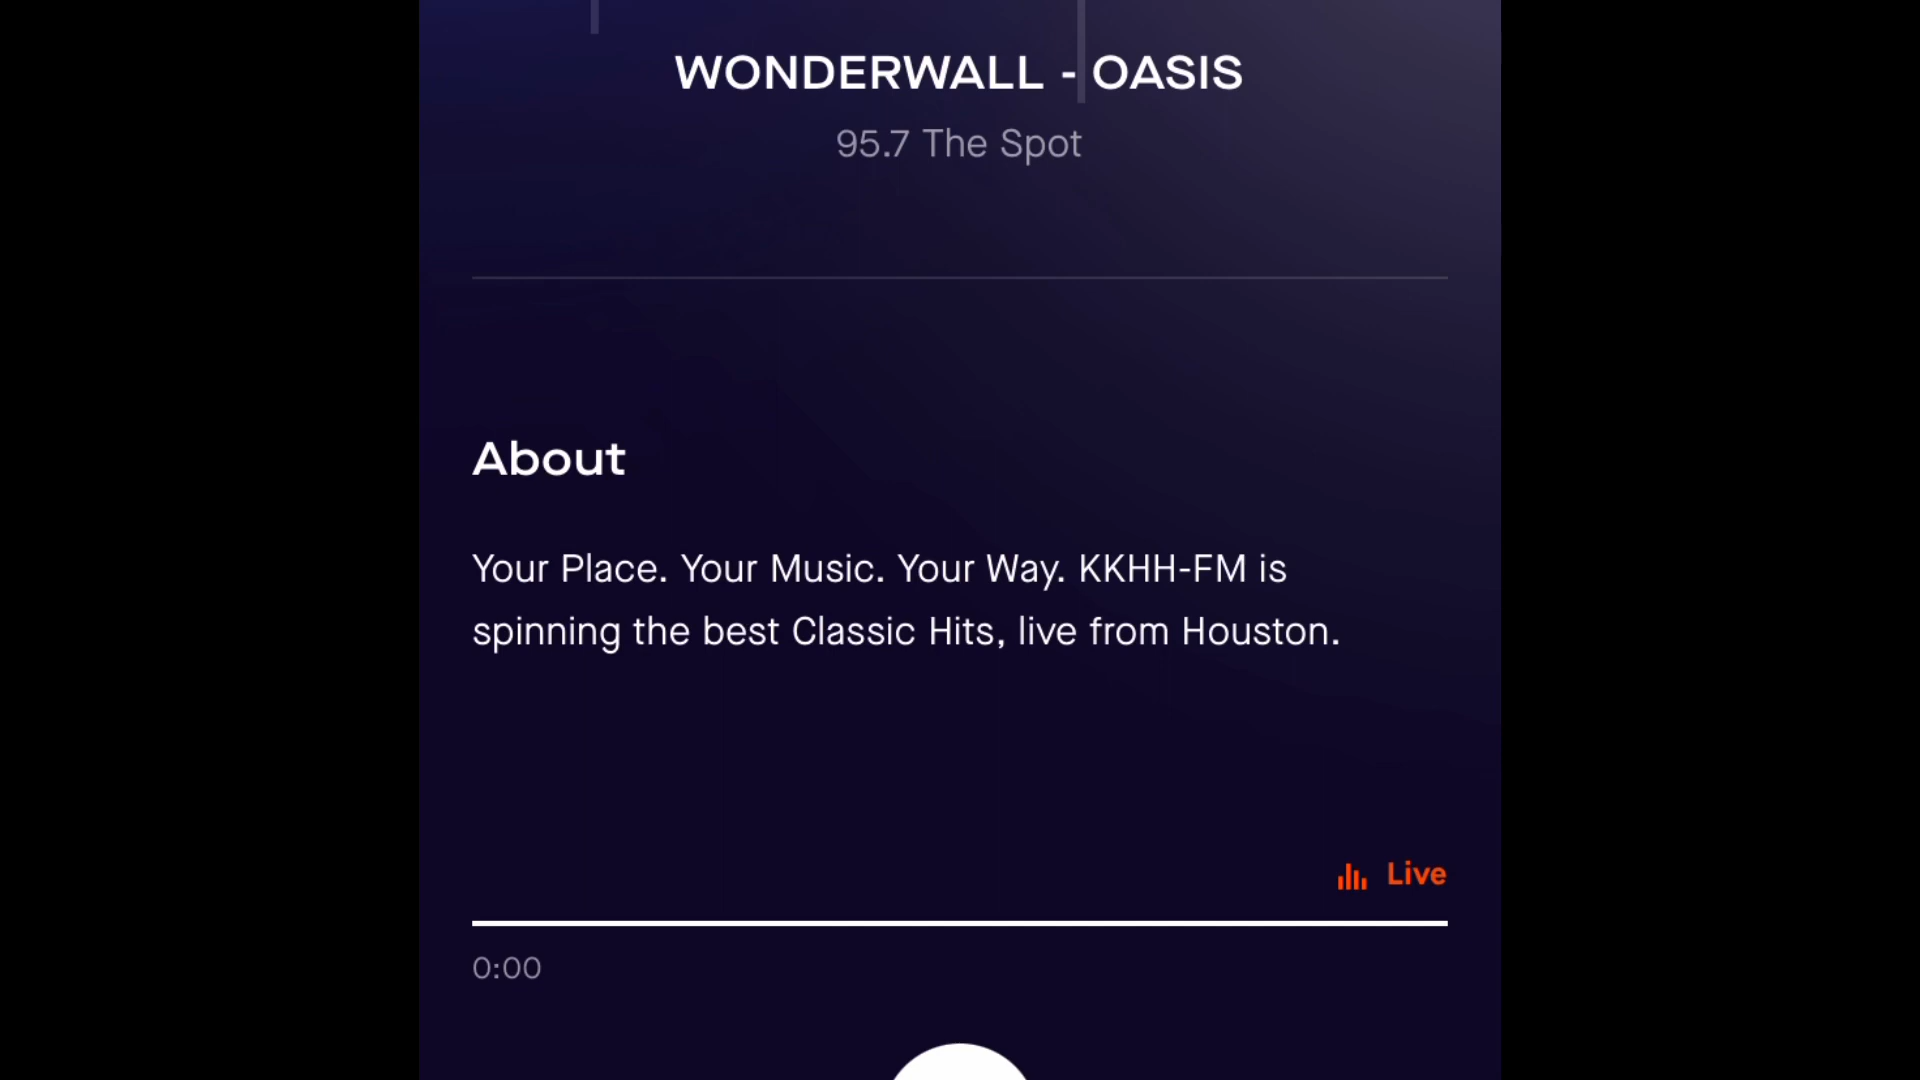 WONDERWALL - OASIS
95.7 The Spot
About
Your Place. Your Music. Your Way. KKHH-FM is
spinning the best Classic Hits, live from Houston.
Live
0:00